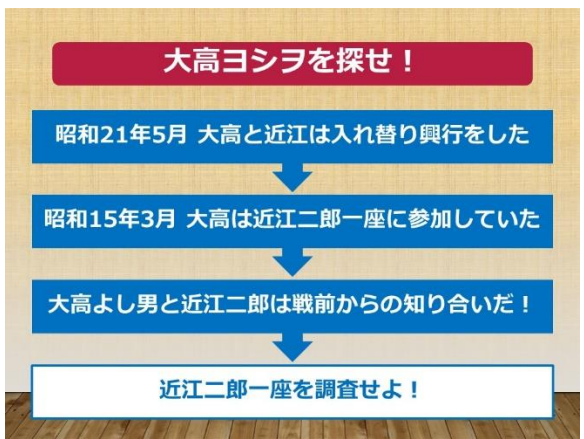 大高ヨシヲを探せ！
昭和21年5月 大高と近江は入れ替り興行をした
昭和15年3月 大高は近江二郎一座に参加していた
大高よし男と近江二郎は戦前からの知り合いだ！
近江二郎一座を調査せよ！